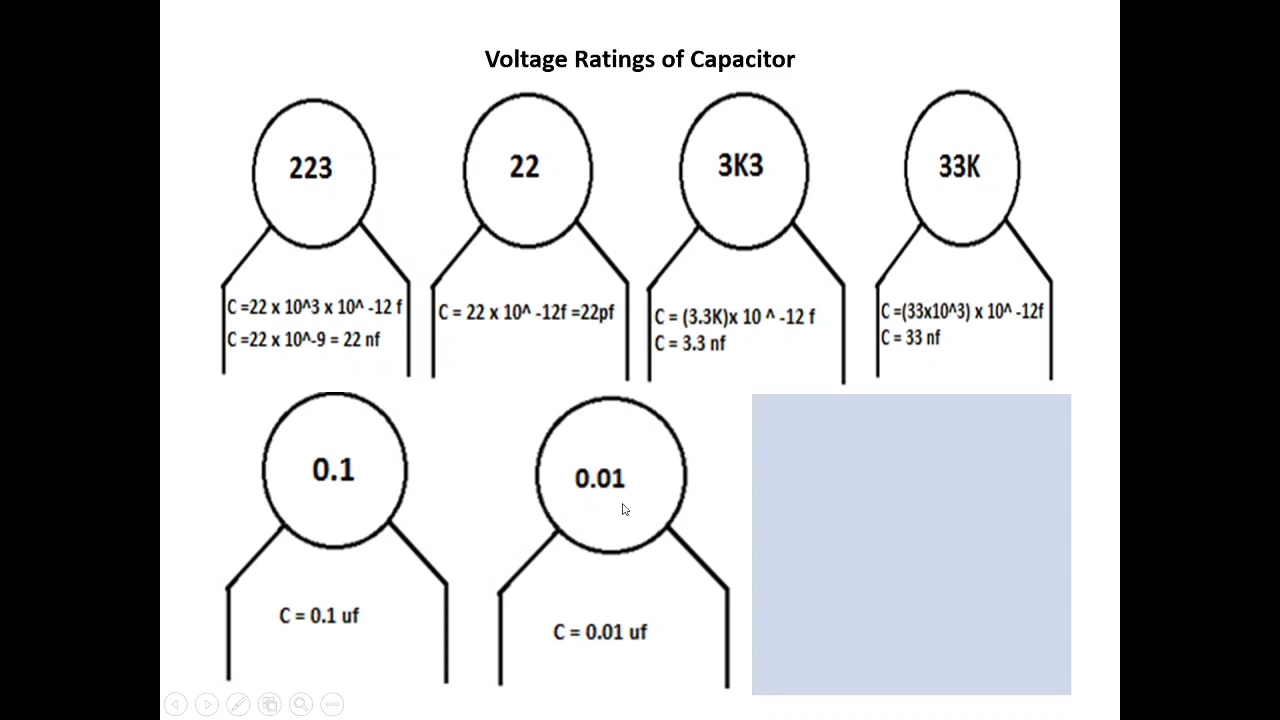 Voltage Ratings of Capacitor
223
22
3K3
33K
C =22 x 10^3 x 10^ -12 f
C =22 x 10^-9 = 22 nf
C = 22 x 10^ -12f =22pf
C = (3.3K)x 10 ^ -12 f
C = 3.3 nf
C =(33x10^3) x 10^ -12f
C = 33 nf
0.1
0.01
C = 0.1 uf
C = 0.01 uf